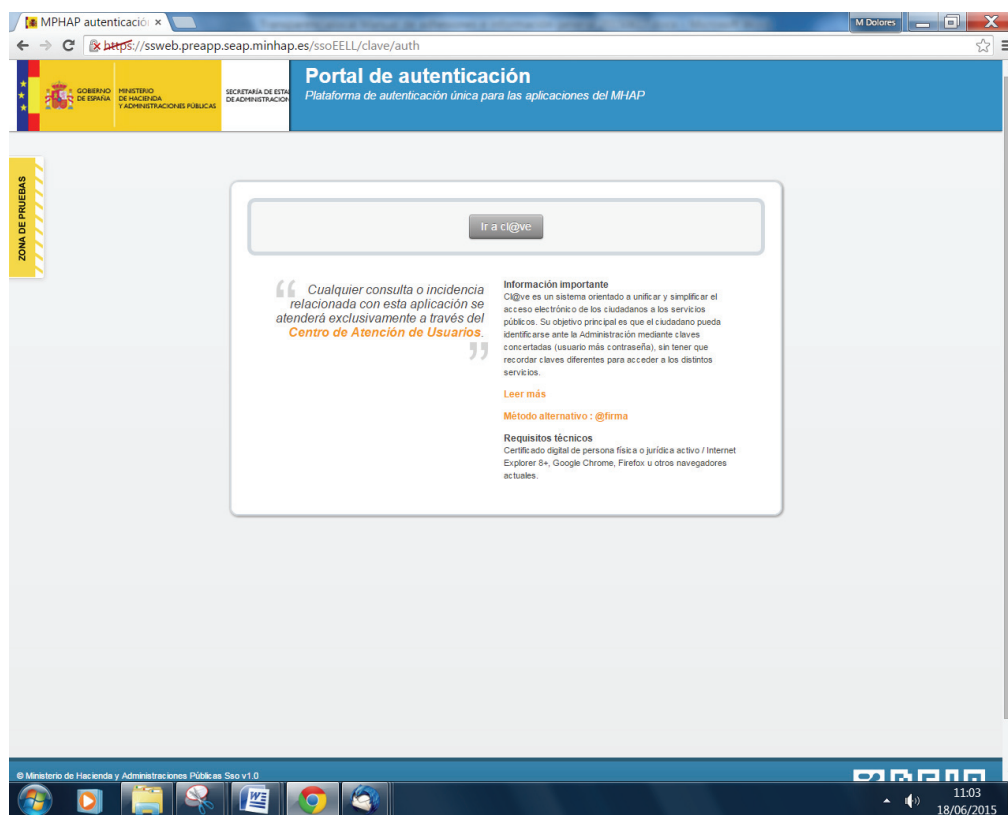 MPHAP autenticació
M Dolores
https://ssweb.preapp.seap.minhap.es/ssoEELL/clave/auth
GOBIERNO
DE ESPAÑA
MINISTERIO
DE HACIENDA
Y ADMINISTRACIONES PÚBLICAS
SECRETARÍA DE ESTA
DE ADMINISTRACION
Portal de autenticación
Plataforma de autenticación única para las aplicaciones del MHAP
ZONA DE PRUEBAS
Ir a cl@ve
“ Cualquier consulta o incidencia
relacionada con esta aplicación se
atenderá exclusivamente a través del
Centro de Atención de Usuarios.
”
Información importante
Cl@ve es un sistema orientado a unificar y simplificar el
acceso electrónico de los ciudadanos a los servicios
públicos. Su objetivo principal es que el ciudadano pueda
identificarse ante la Administración mediante claves
concertadas (usuario más contraseña), sin tener que
recordar claves diferentes para acceder a los distintos
servicios.
Leer más
Método alternativo : @firma
Requisitos técnicos
Certificado digital de persona física o jurídica activo / Internet
Explorer 8+, Google Chrome, Firefox u otros navegadores
actuales.
© Ministerio de Hacienda y Administraciones Públicas Sso v1.0
11:03
18/06/2015